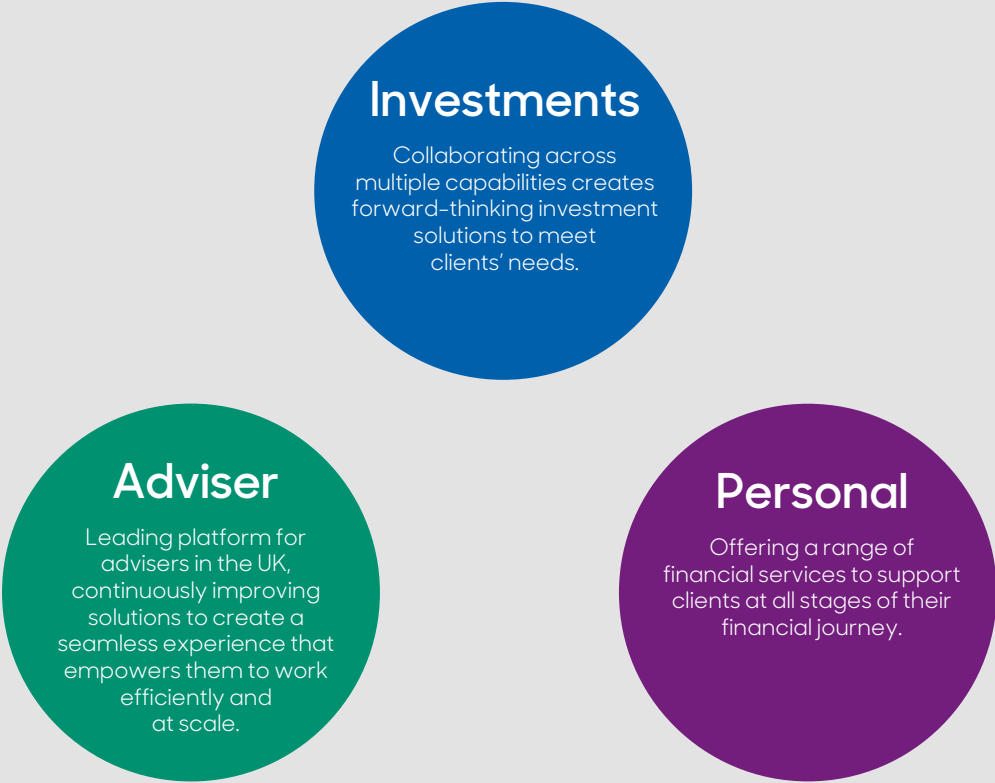 Investments
Collaborating across
multiple capabilities creates
forward-thinking investment
solutions to meet
clients’ needs.
Adviser
Leading platform for
advisers in the UK,
continuously improving
solutions to create a
seamless experience that
empowers them to work
efficiently and
at scale.
Personal
Offering a range of
financial services to support
clients at all stages of their
financial journey.